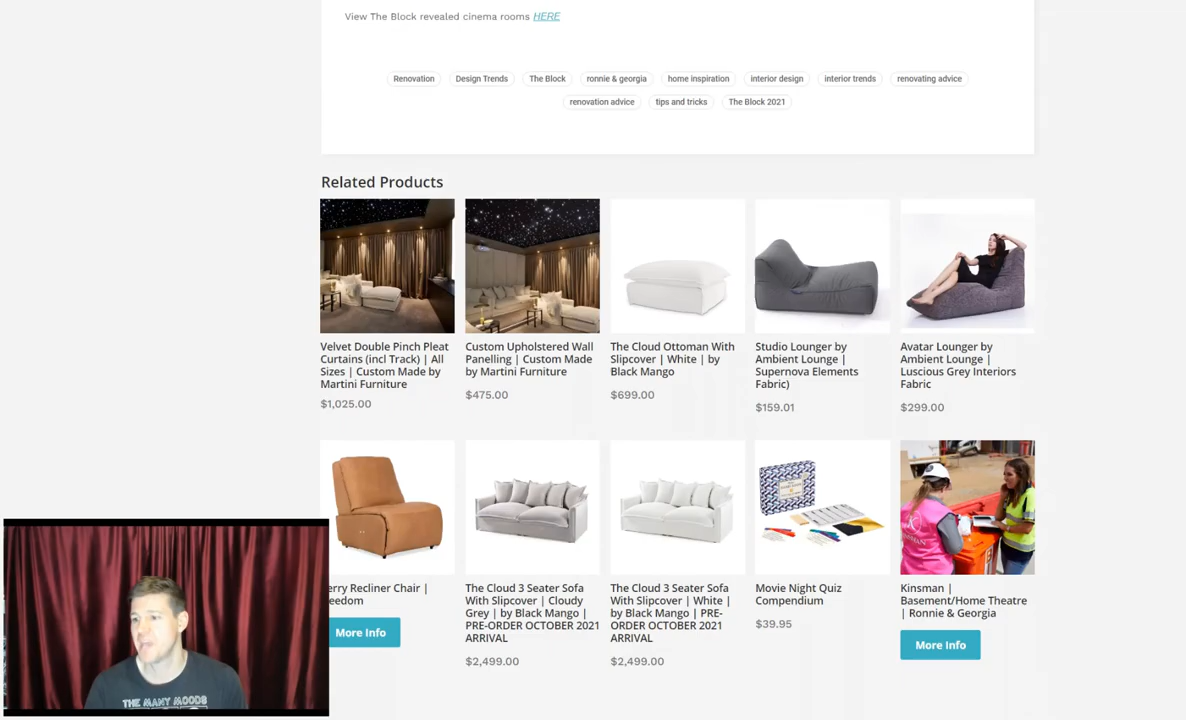 View The Block revealed cinema rooms HERE
Renovation Design Trends The Block ronnie & georgia home inspiration interior design interior trends renovating advice
renovation advice tips and tricks The Block 2021
Related Products
Velvet Double Pinch Pleat
Curtains (incl Track) | All
Sizes | Custom Made by
Martini Furniture
$1,025.00
Custom Upholstered Wall
Panelling | Custom Made
by Martini Furniture
$475.00
The Cloud Ottoman With
Slipcover | White | by
Black Mango
$699.00
Studio Lounger by
Ambient Lounge |
Supernova Elements
Fabric)
$159.01
Avatar Lounger by
Ambient Lounge |
Luscious Grey Interiors
Fabric
$299.00
Recliner Chair |
More Info
The Cloud 3 Seater Sofa
With Slipcover | Cloudy
Grey | by Black Mango |
PRE-ORDER OCTOBER 2021
ARRIVAL
$2,499.00
The Cloud 3 Seater Sofa
With Slipcover | White |
by Black Mango | PRE-
ORDER OCTOBER 2021
ARRIVAL
$2,499.00
Movie Night Quiz
Compendium
$39.95
Kinsman |
Basement/Home Theatre
| Ronnie & Georgia
More Info
THE MANY MOODS